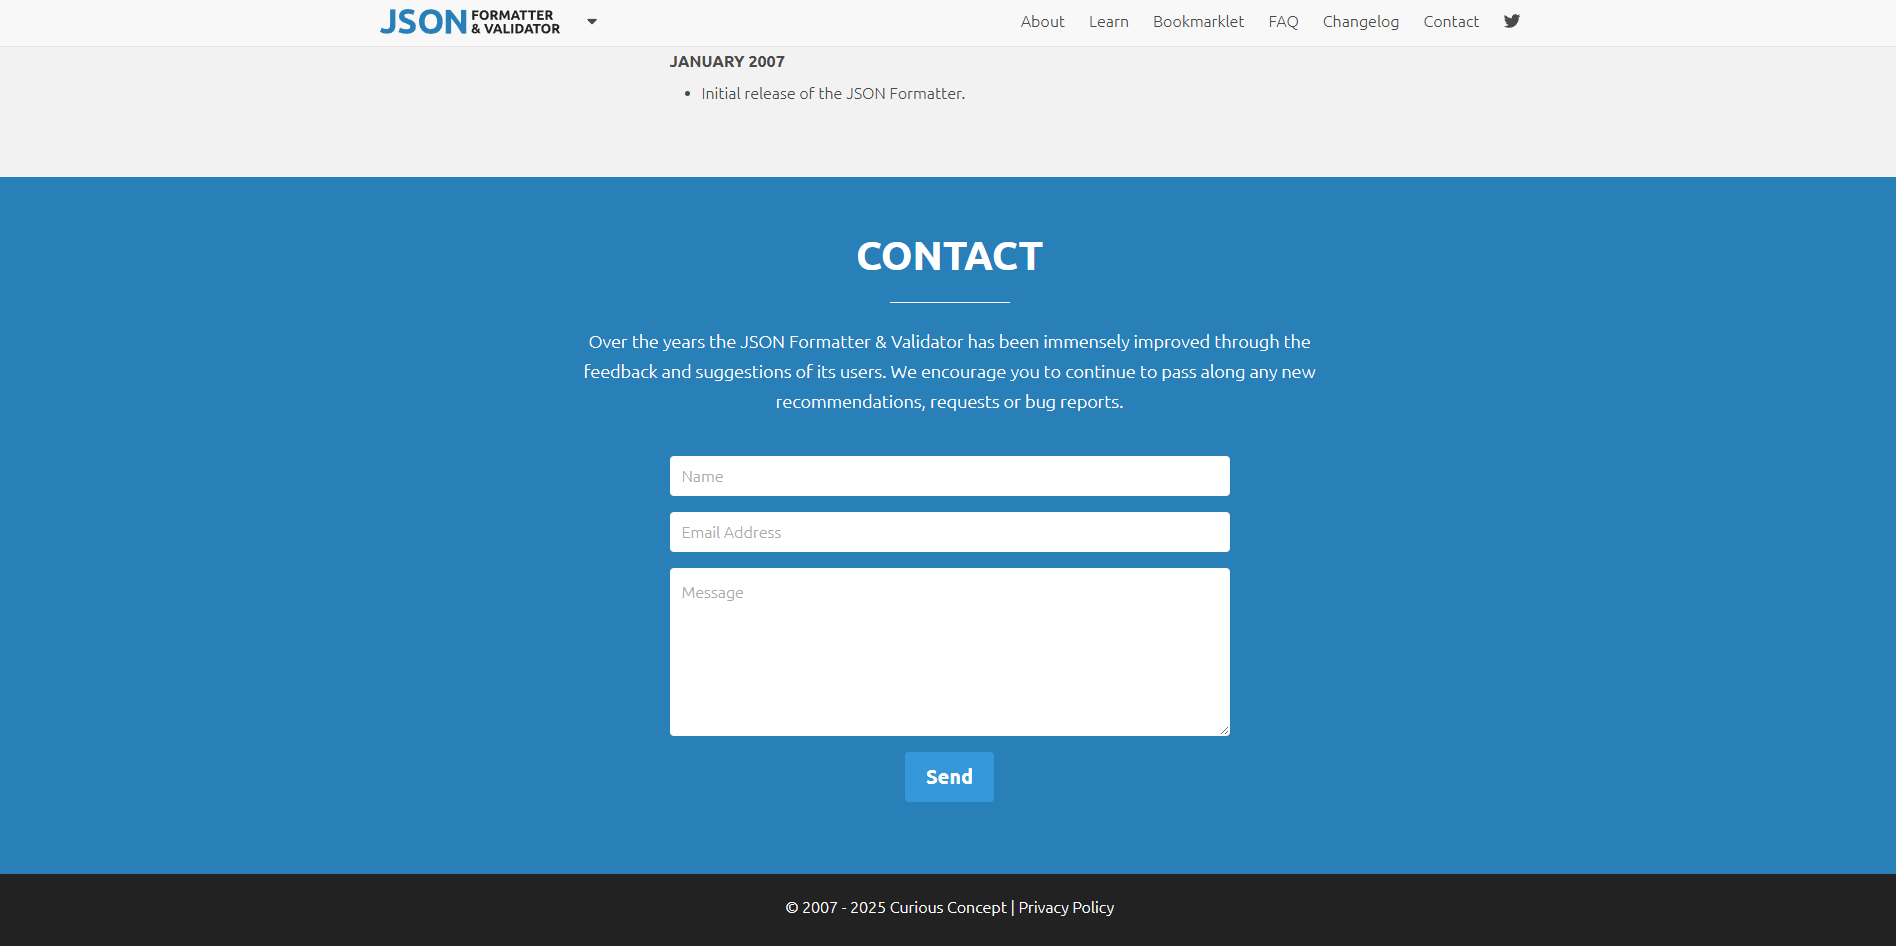 JSON FORMATTER
& VALIDATOR
About Learn Bookmarklet FAQ Changelog Contact
JANUARY 2007
• Initial release of the JSON Formatter.
CONTACT
Over the years the JSON Formatter & Validator has been immensely improved through the
feedback and suggestions of its users. We encourage you to continue to pass along any new
recommendations, requests or bug reports.
Name
Email Address
Message
Send
© 2007 - 2025 Curious Concept | Privacy Policy